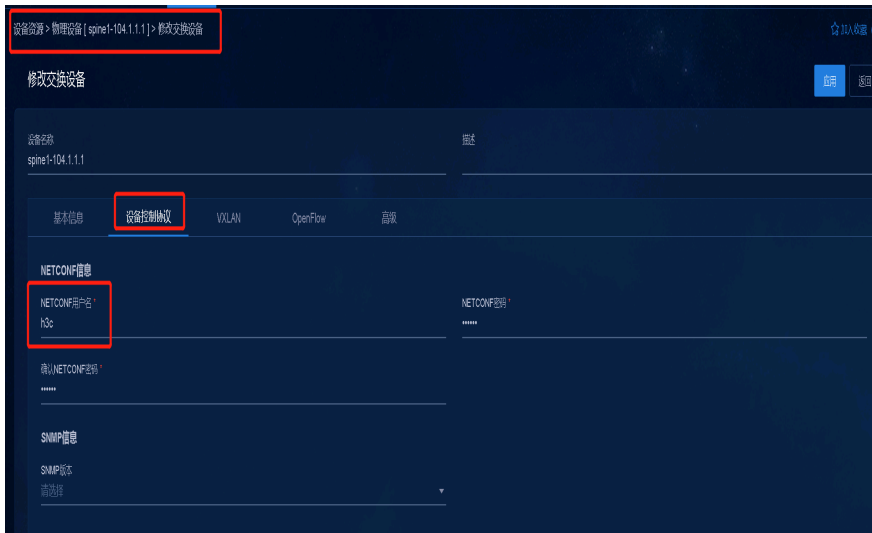 设备资源 > 物理设备 [ spine1-104.1.1.1 ] > 修改交换设备
加入收藏
修改交换设备
应用
返回
设备名称
描述
spine1-104.1.1.1
基本信息
设备控制协议
VXLAN
OpenFlow
高级
NETCONF信息
NETCONF用户名 *
NETCONF密码 *
h3c
••••••
确认NETCONF密码 *
••••••
SNMP信息
SNMP版本
请选择